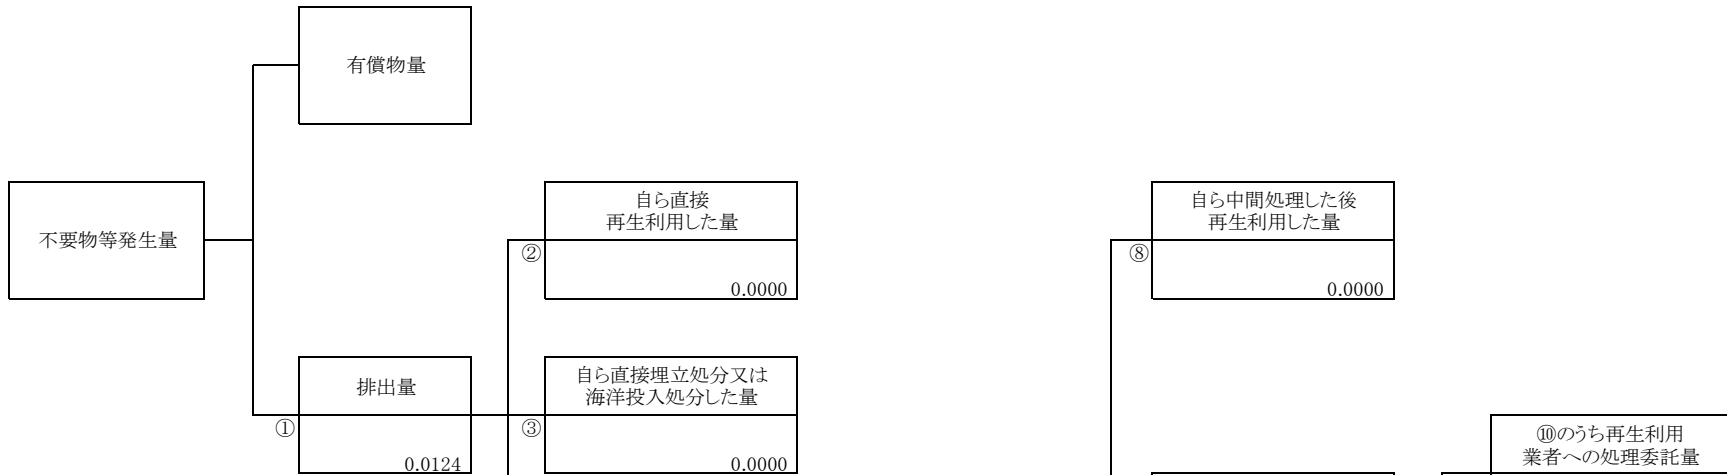 有償物量
不要物等発生量
自ら直接
再生利用した量
②
0.0000
自ら中間処理した後
再生利用した量
⑧
0.0000
排出量
①
0.0124
自ら直接埋立処分又は
海洋投入処分した量
③
0.0000
⑩のうち再生利用
業者への処理委託量